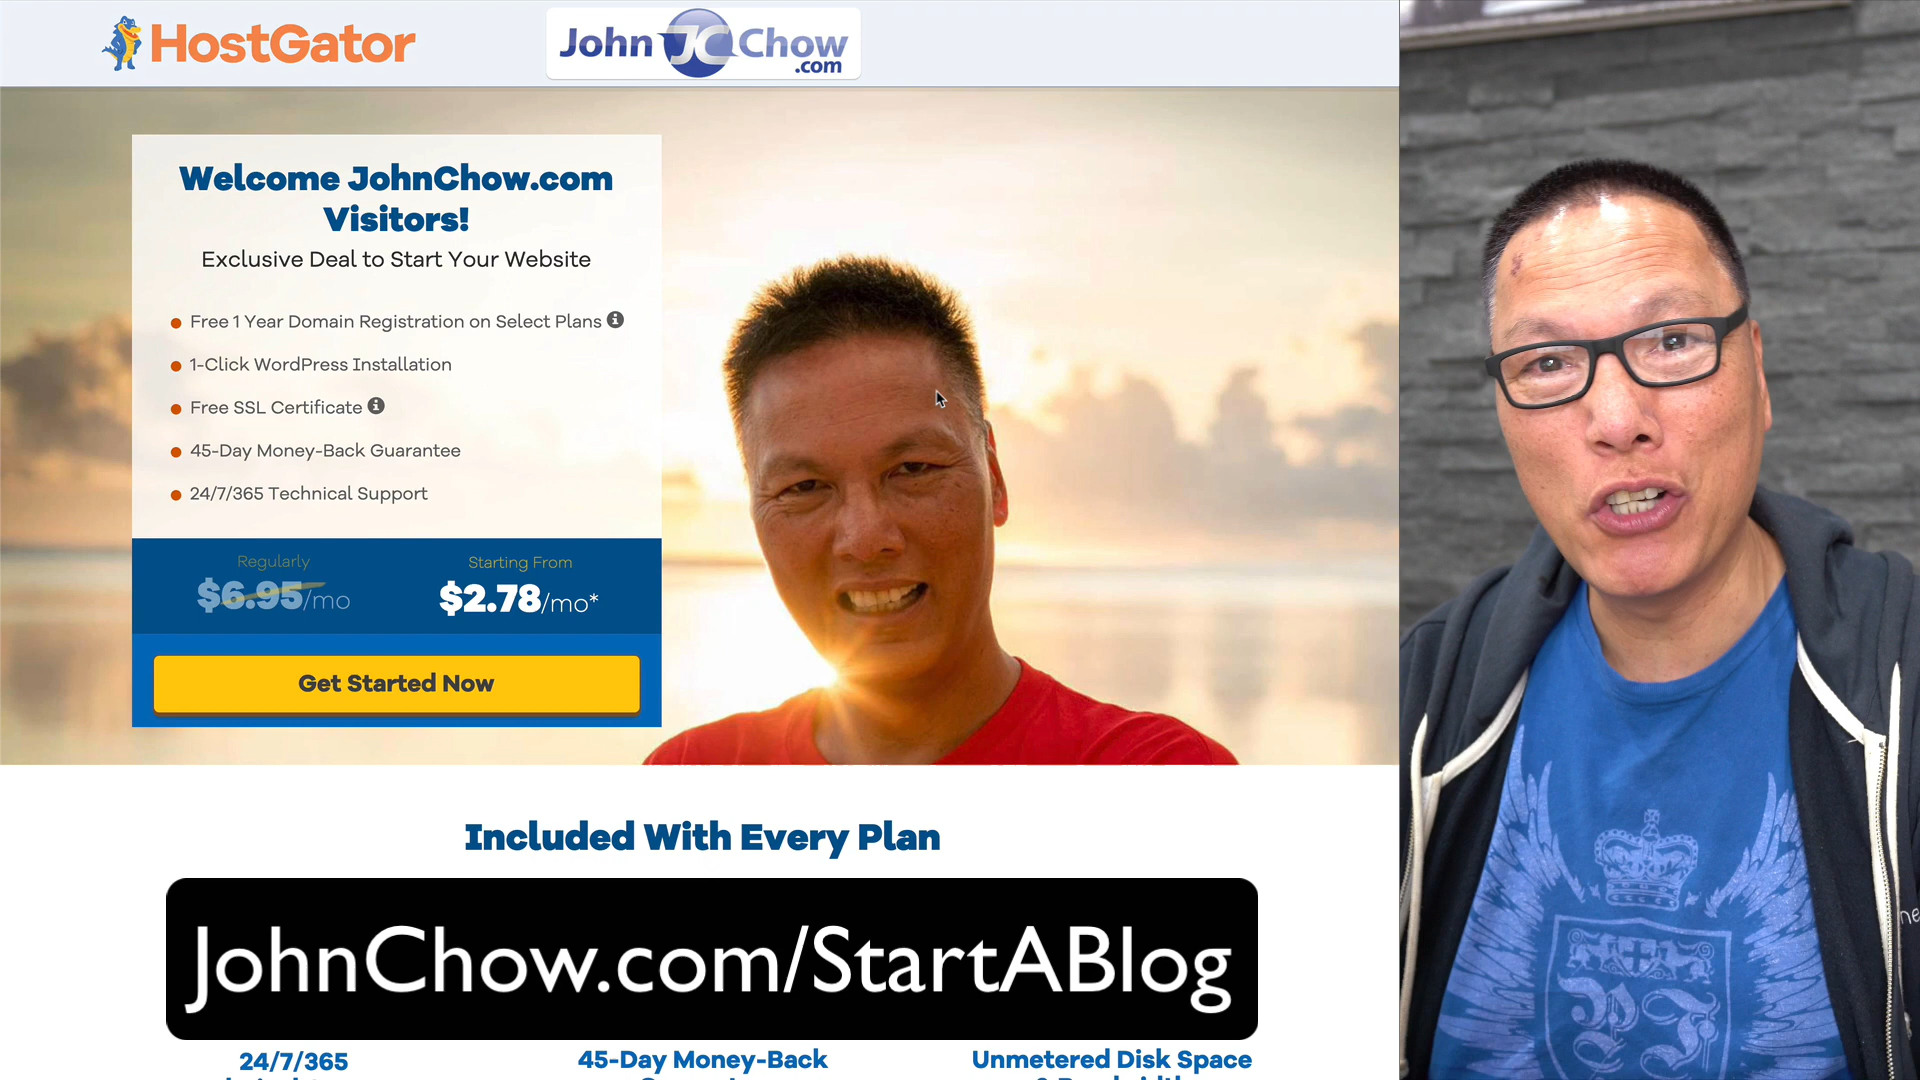 HostGator
John JC Chow
.com
Welcome JohnChow.com
Visitors!
Exclusive Deal to Start Your Website
Free 1 Year Domain Registration on Select Plans
1-Click WordPress Installation
Free SSL Certificate
45-Day Money-Back Guarantee
24/7/365 Technical Support
Regularly
$6.95/mo
Starting From
$2.78/mo*
Get Started Now
Included With Every Plan
JohnChow.com/StartABlog
24/7/365
45-Day Money-Back
Unmetered Disk Space